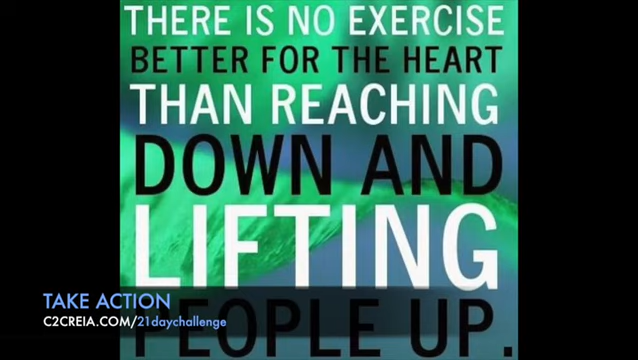 THERE IS NO EXERCISE
BETTER FOR THE HEART
THAN REACHING
DOWN AND
LIFTING
PEOPLE UP.
TAKE ACTION
C2CREIA.COM/21daychallenge